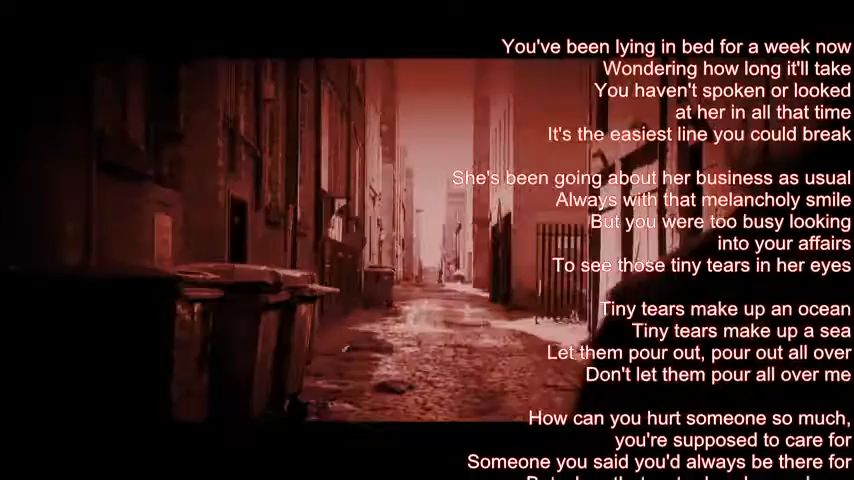 You've been lying in bed for a week now
Wondering how long it'll take
You haven't spoken or looked
at her in all that time
It's the easiest line you could break
She's been going about her business as usual
Always with that melancholy smile
But you were too busy looking
into your affairs
To see those tiny tears in her eyes
Tiny tears make up an ocean
Tiny tears make up a sea
Let them pour out, pour out all over
Don't let them pour all over me
How can you hurt someone so much,
you're supposed to care for
Someone you said you'd always be there for